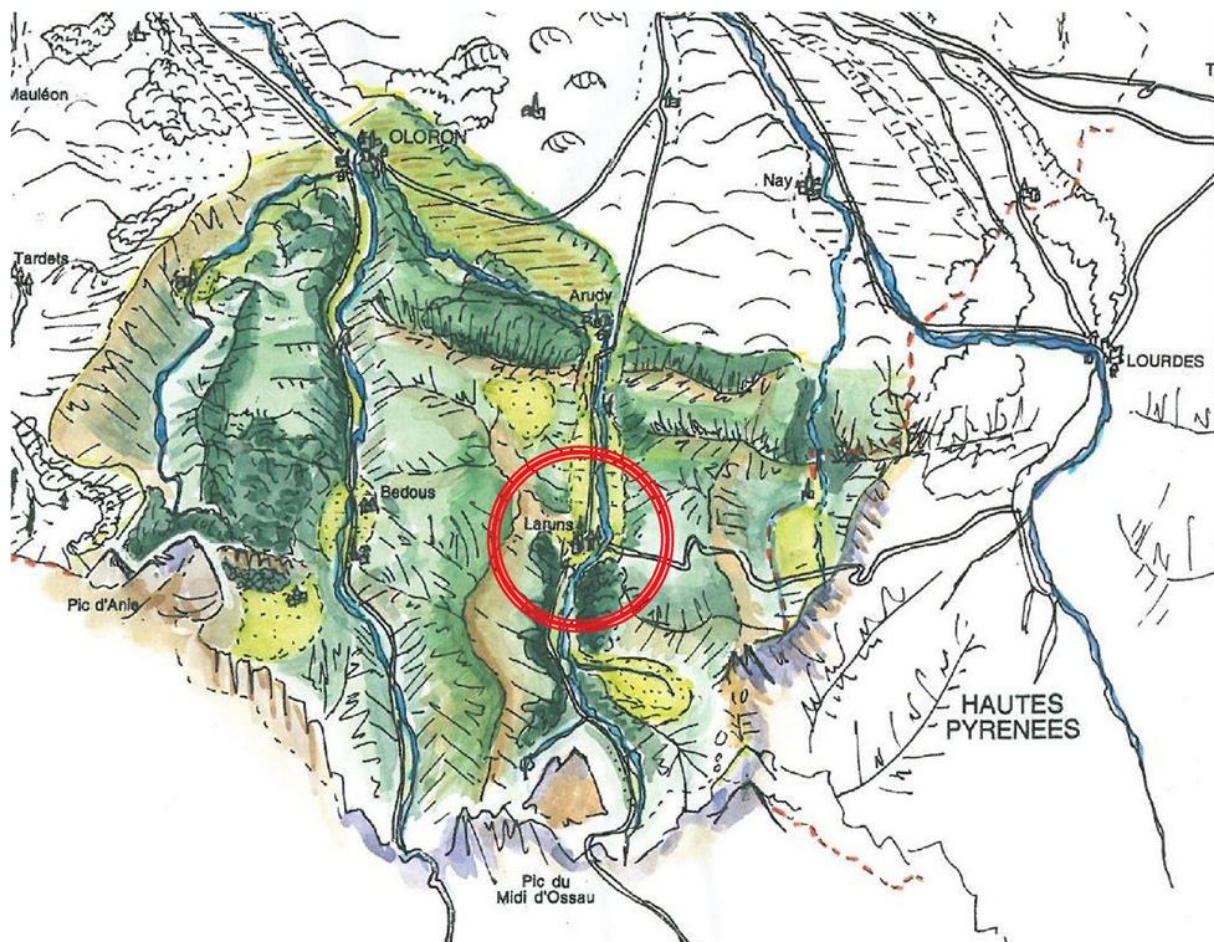 Mauléon
OLORON
Nay
T
Tardets
Arudy
LOURDES
Bedous
Laruns
Pic d'Anie
HAUTES
PYRENEES
Pic du
Midi d'Ossau